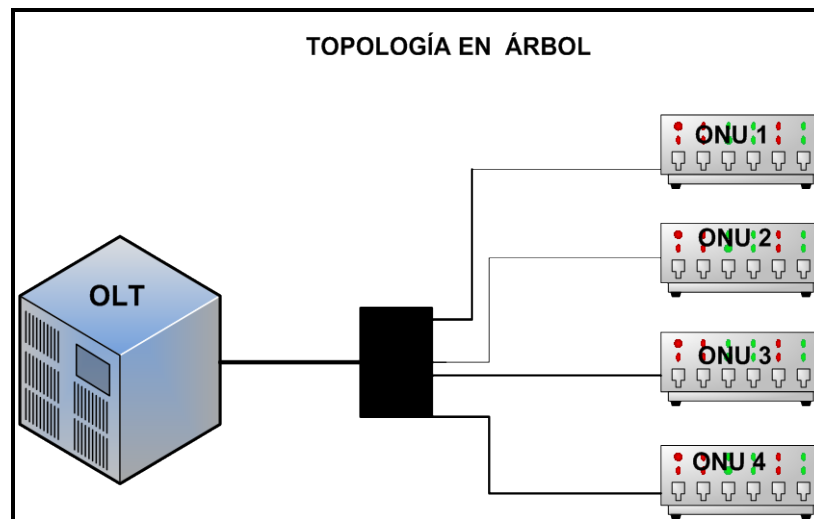 TOPOLOGÍA EN ÁRBOL
ONU 1
ONU 2
OLT
ONU 3
ONU 4